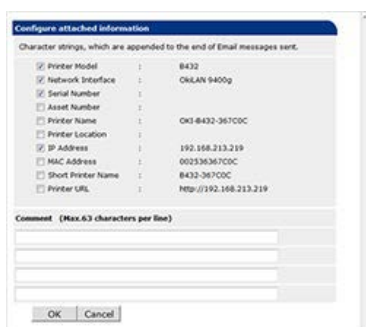 Configure attached information
Character strings, which are appended to the end of Email messages sent.
Printer Model : B432
Network Interface : OkiLAN 9400g
Serial Number :
Asset Number :
Printer Name : OKI-B432-367C0C
Printer Location :
IP Address : 192.168.213.219
MAC Address : 002536367C0C
Short Printer Name : B432-367C0C
Printer URL : http://192.168.213.219
Comment (Max.63 characters per line)
OK Cancel